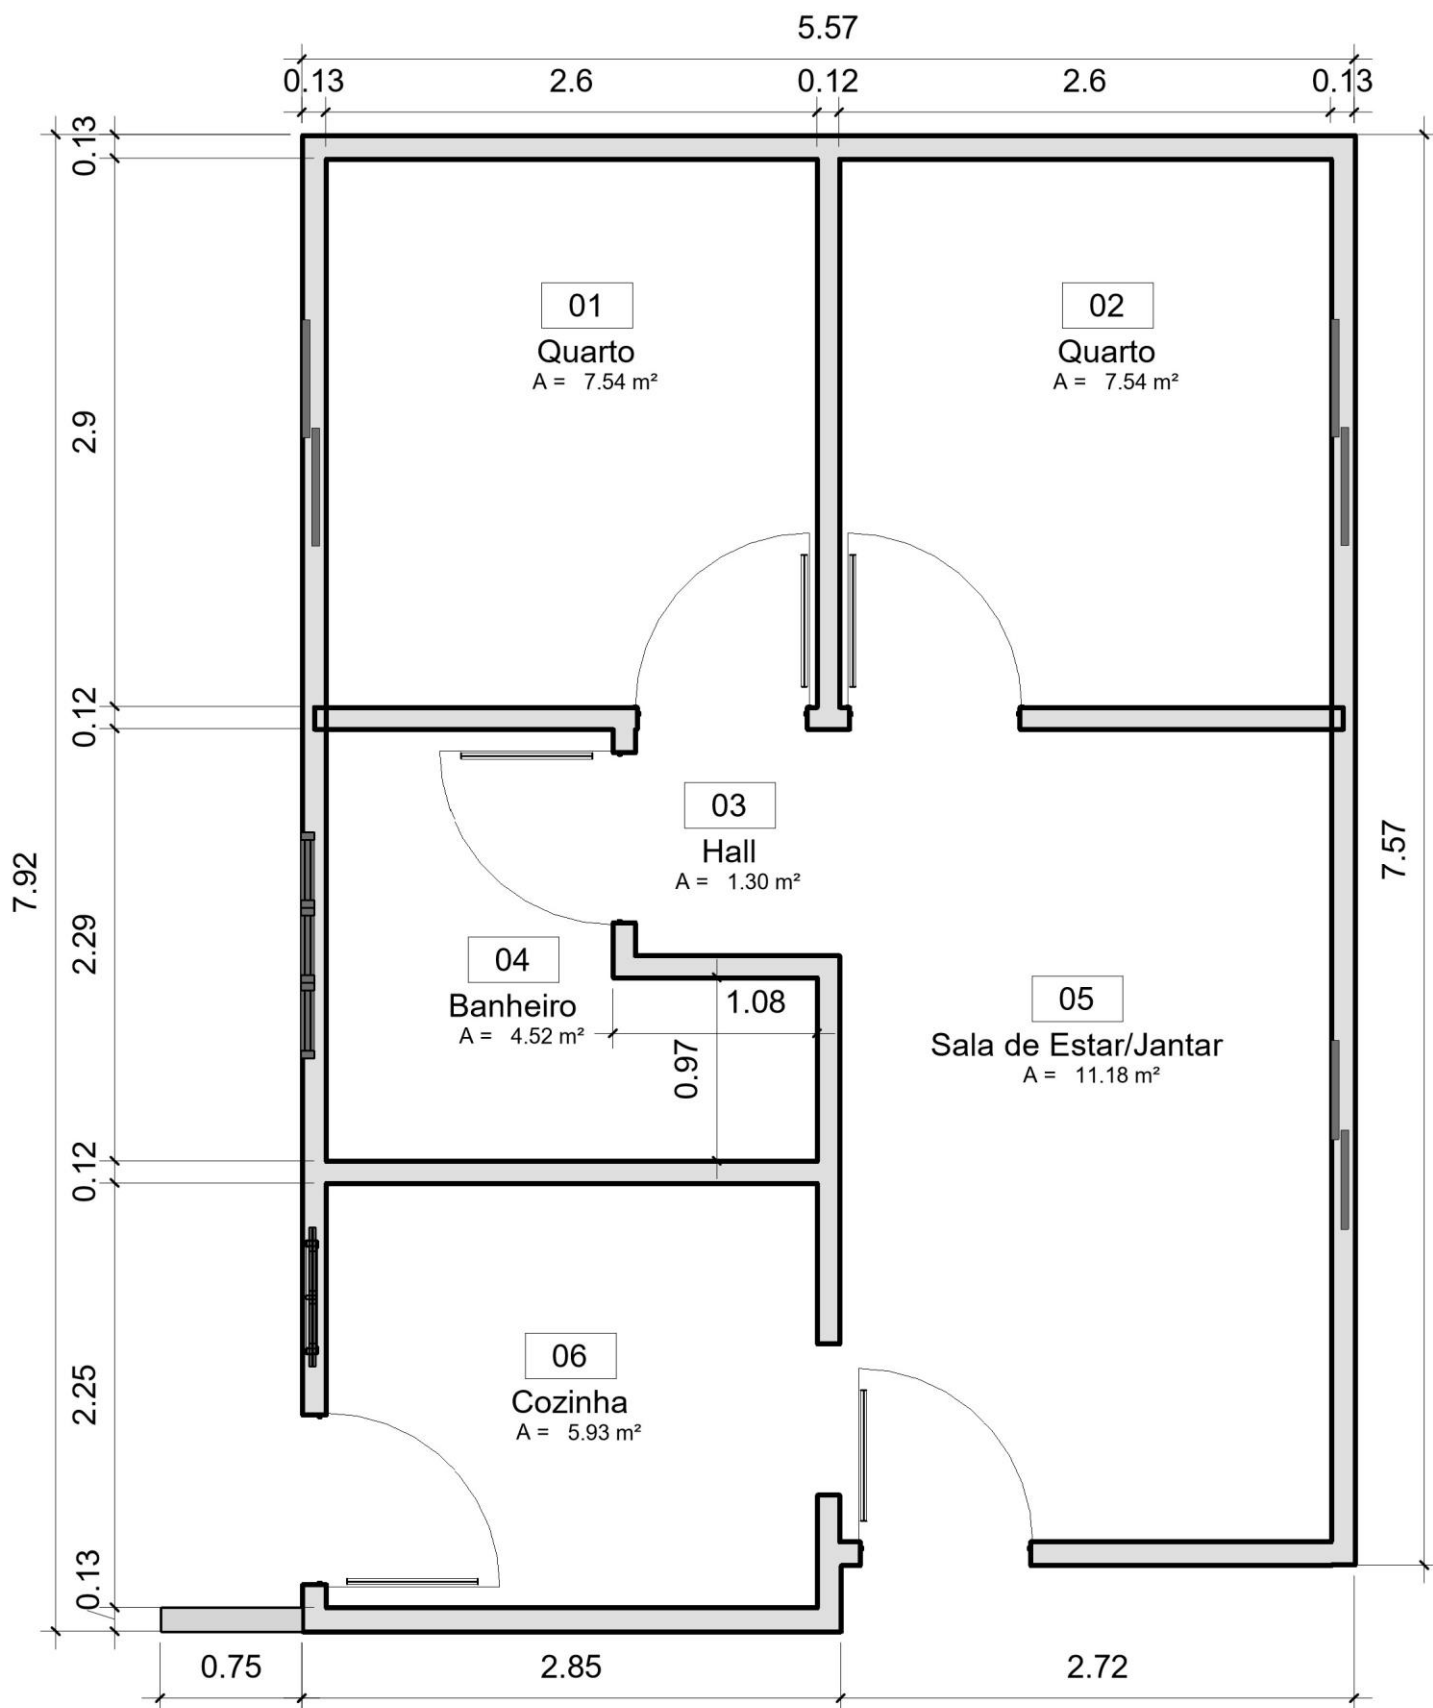 5.57
0.13
2.6
0.12
2.6
0.13
0.13
01
Quarto
A = 7.54 m²
02
Quarto
A = 7.54 m²
2.9
0.12
03
Hall
A = 1.30 m²
7.92
7.57
2.29
04
Banheiro
A = 4.52 m²
1.08
0.97
05
Sala de Estar/Jantar
A = 11.18 m²
0.12
06
Cozinha
A = 5.93 m²
2.25
0.13
0.75
2.85
2.72